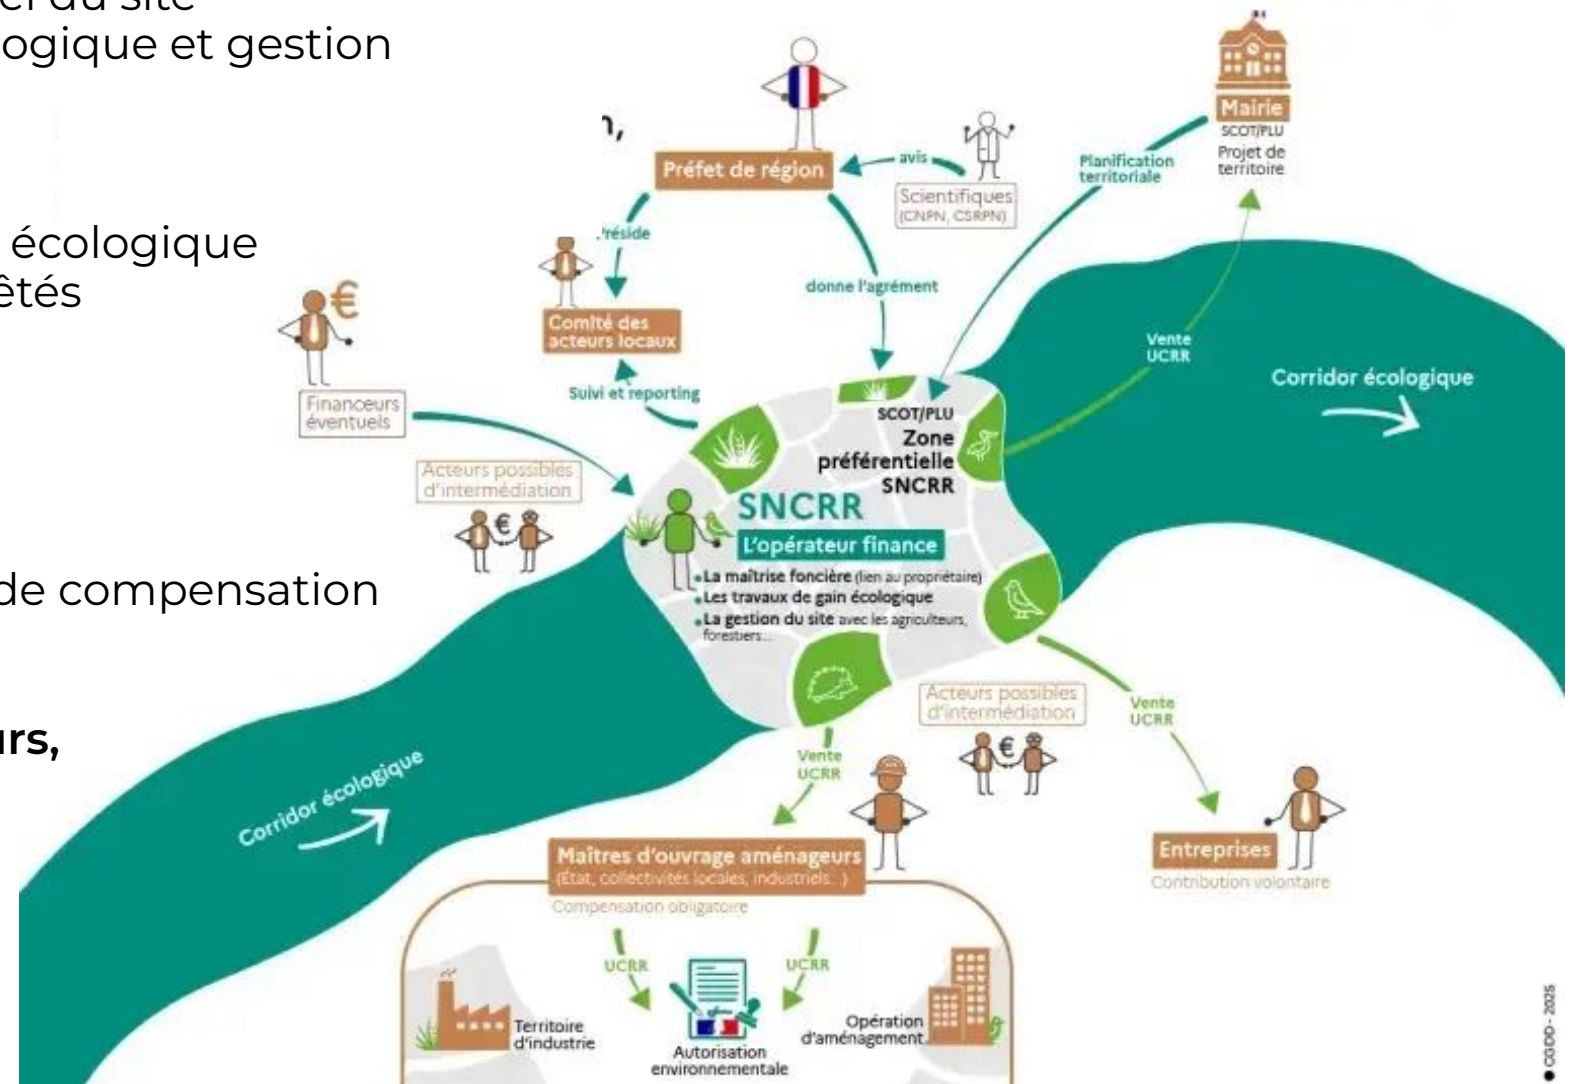 ogique et gestion
écologique
êtés
de compensation
urs,
n,
Préfet de région
avis
Scientifiques
(CNPN, CSRPN)
Mairie
SCOT/PLU
Projet de
territoire
Planification
territoriale
Préside
donne l'agrément
Comité des
acteurs locaux
Suivi et reporting
€
Financeurs
éventuels
Acteurs possibles
d'intermédiation
€
Vente
UCRR
Corridor écologique
SCOT/PLU
Zone
préférentielle
SNCRR
SNCRR
L'opérateur finance
La maîtrise foncière (lien au propriétaire)
Les travaux de gain écologique
La gestion du site avec les agriculteurs,
forestiers...
Acteurs possibles
d'intermédiation
€
Vente
UCRR
Vente
UCRR
Corridor écologique
Maîtres d'ouvrage aménageurs
(État, collectivités locales, industriels...)
Compensation obligatoire
Entreprises
Contribution volontaire
UCRR
UCRR
Territoire
d'industrie
Autorisation
environnementale
Opération
d'aménagement
CGDD - 2025